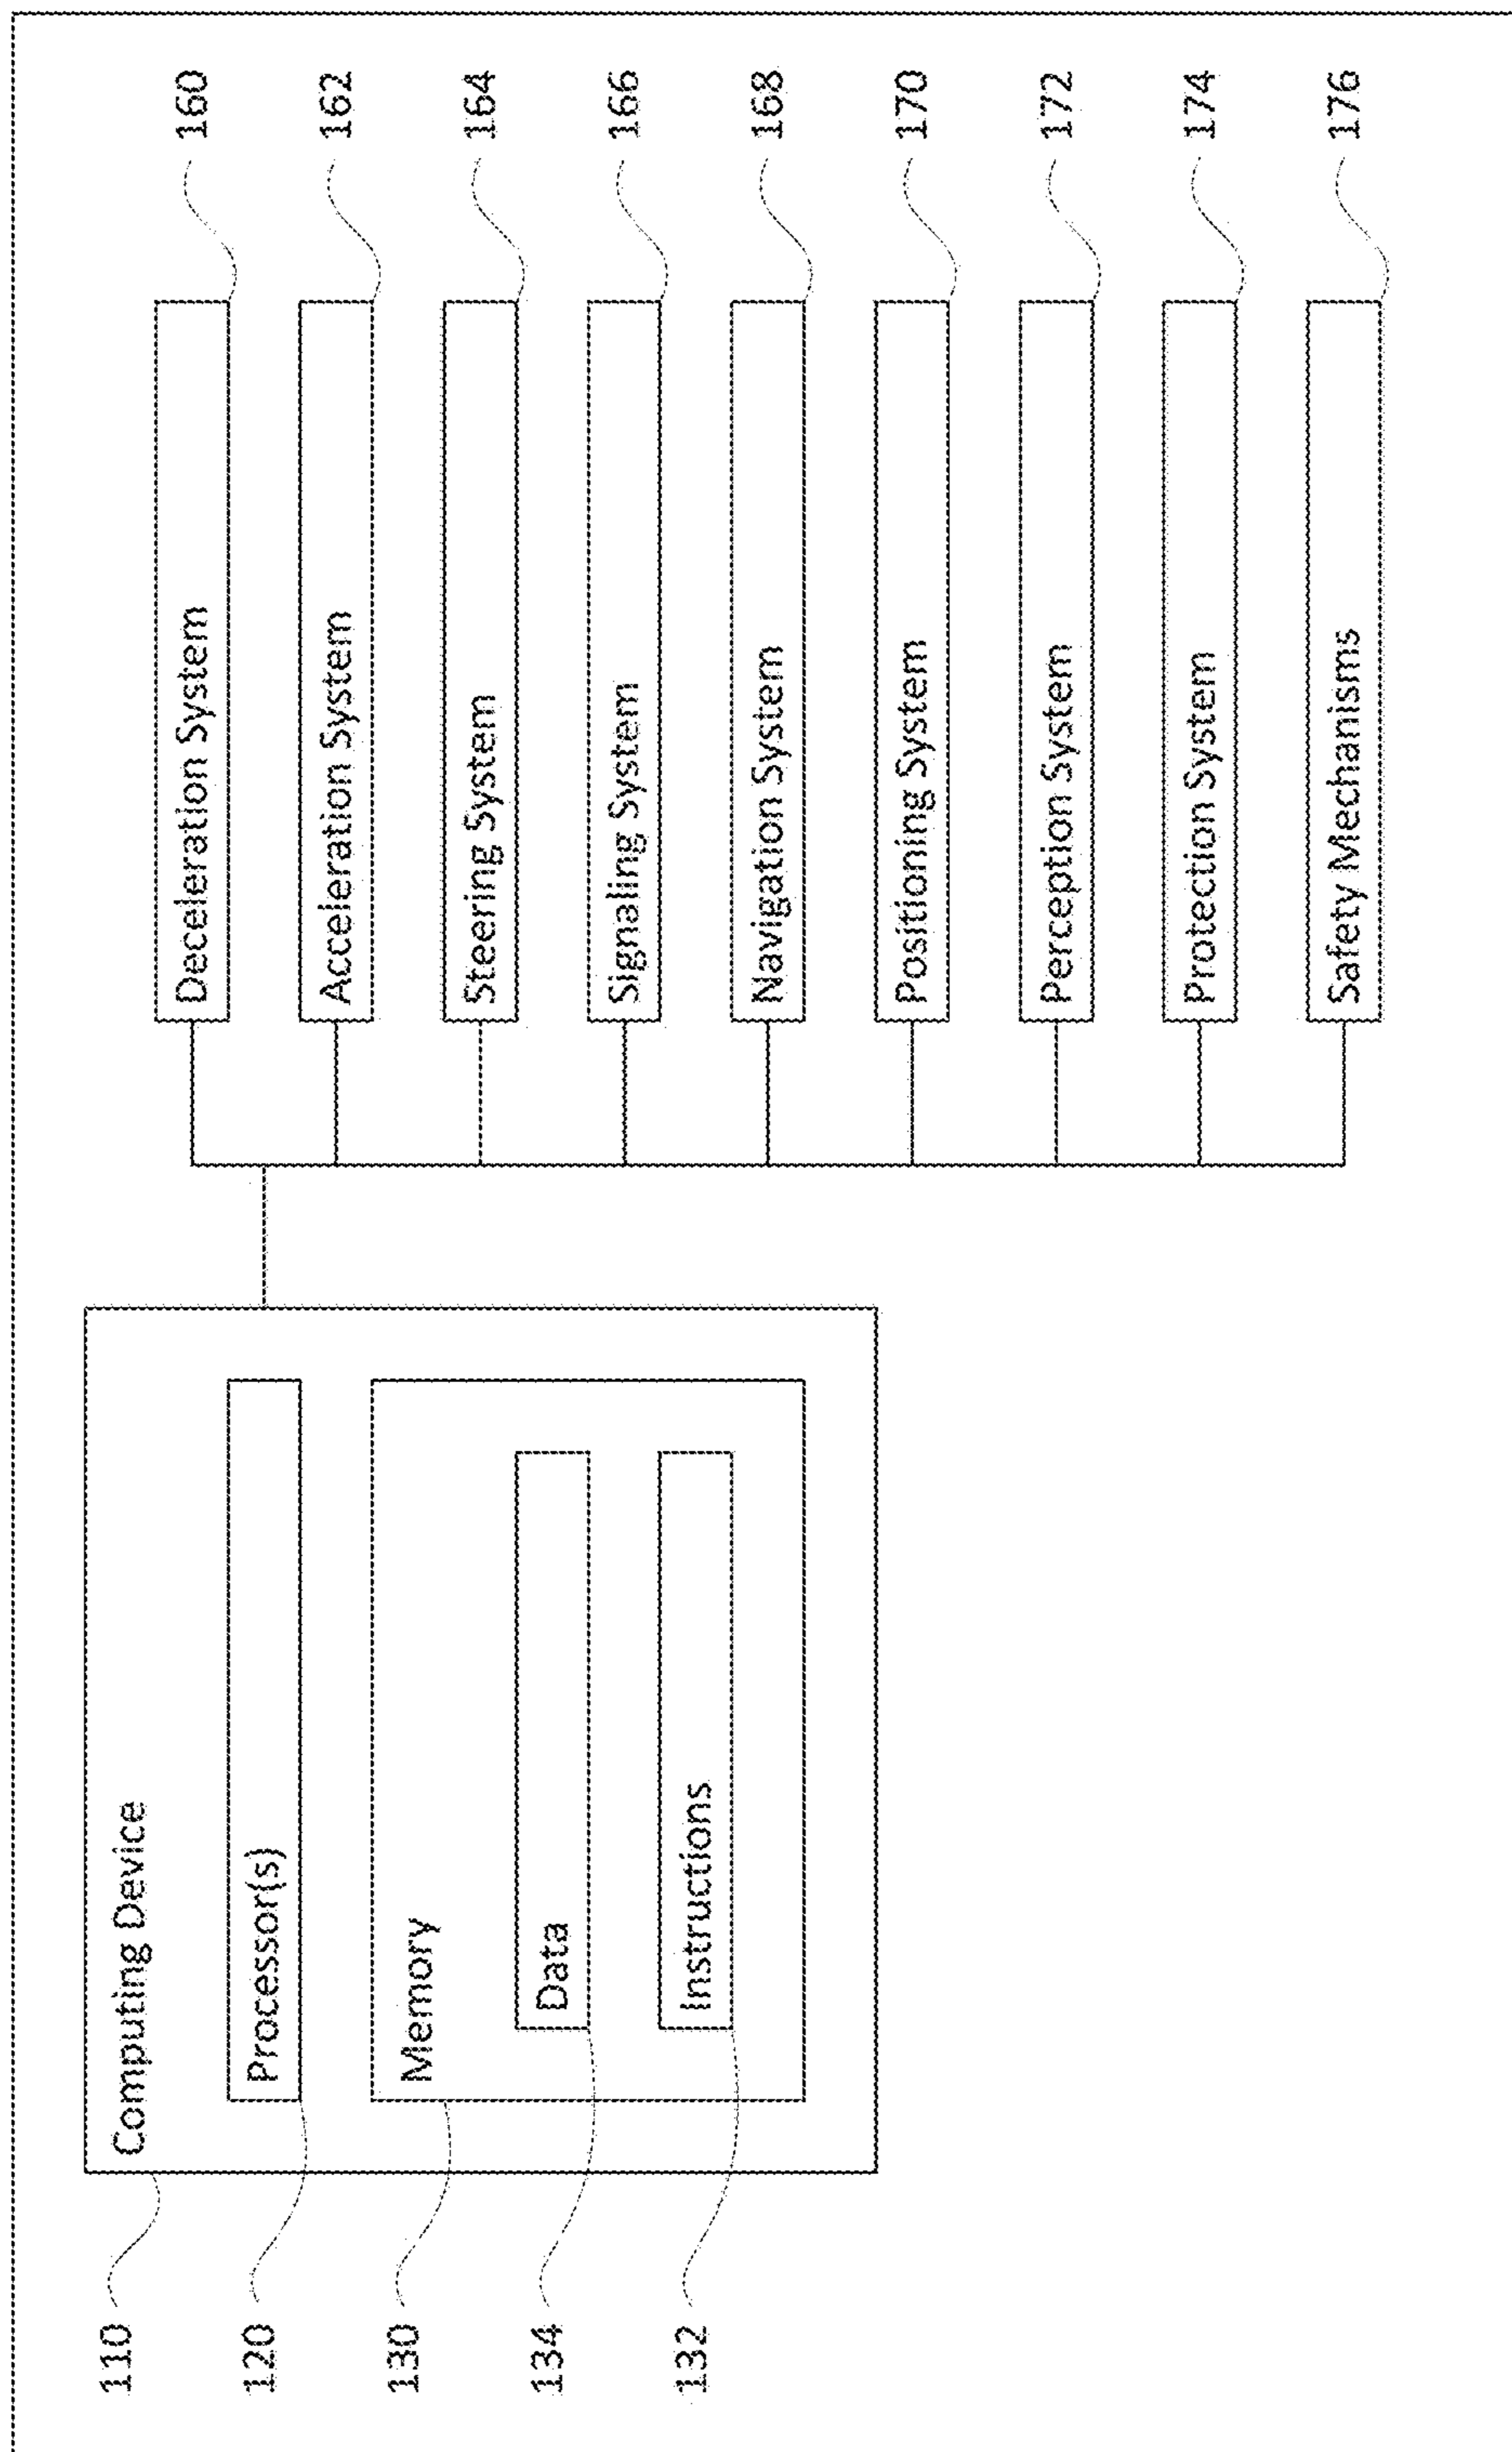 110
Computing Device
120
Processor(s)
130
Memory
134
Data
132
Instructions
Deceleration System
160
Acceleration System
162
Steering System
164
Signaling System
166
Navigation System
168
Positioning System
170
Perception System
172
Protection System
174
Safety Mechanisms
176